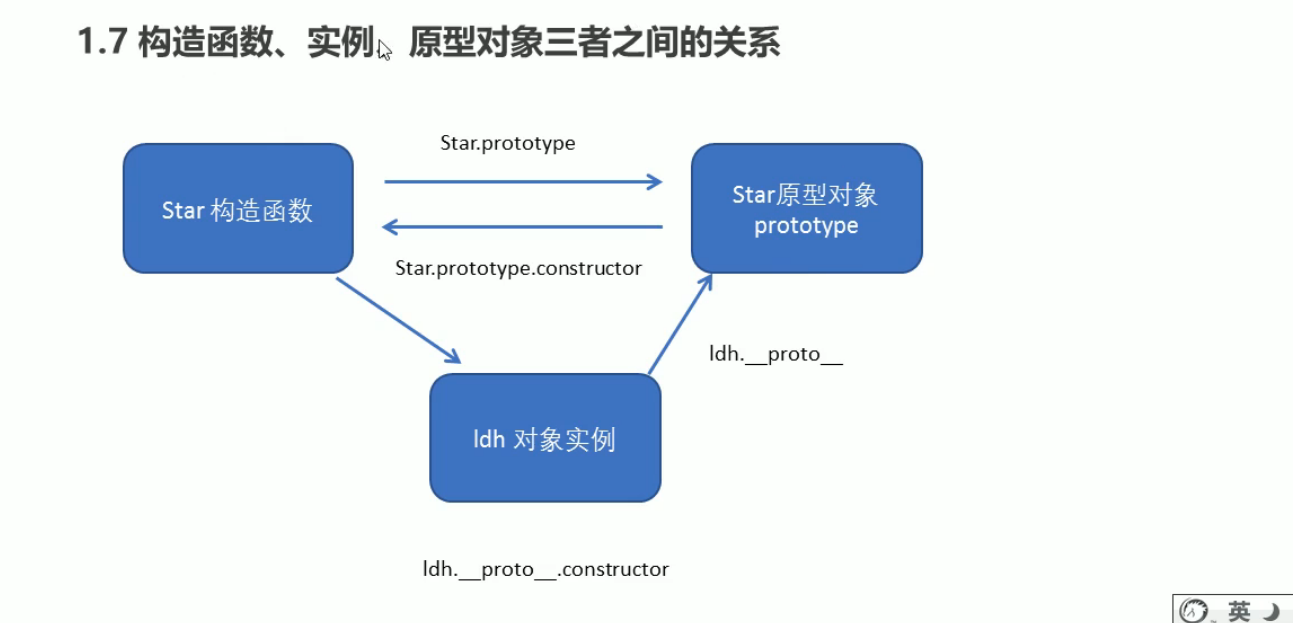 1.7 构造函数、实例、原型对象三者之间的关系
Star.prototype
Star 构造函数
Star原型对象
prototype
Star.prototype.constructor
ldh.__proto__
ldh 对象实例
ldh.__proto__.constructor
英